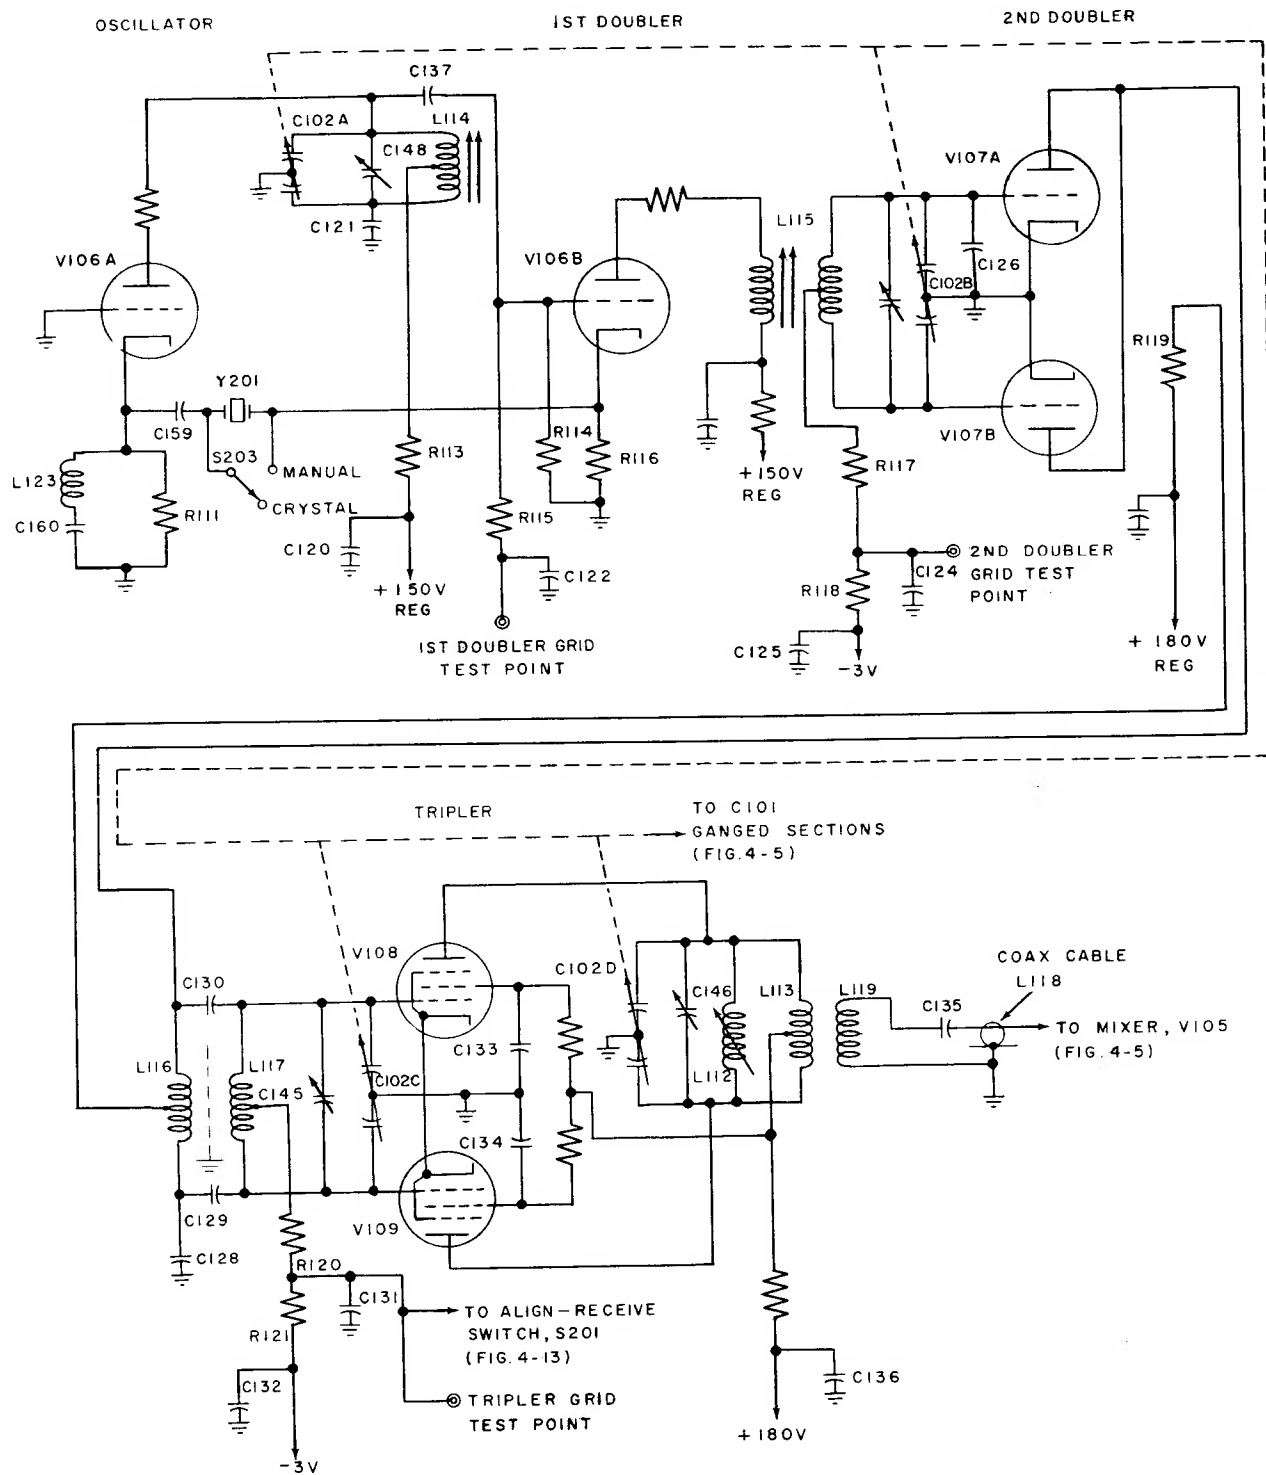 OSCILLATOR
1ST DOUBLER
2ND DOUBLER
C137
C102A
L114
C148
C121
V106A
V106B
L115
V107A
C126
C102B
R119
V107B
Y201
C159
S203
MANUAL
CRYSTAL
L123
C160
R111
R113
R114
R116
+150V
REG
R117
R115
C120
C122
+150V
REG
1ST DOUBLER GRID
TEST POINT
2ND DOUBLER
GRID TEST
POINT
C124
R118
C125
-3V
+ 180V
REG
TRIPLER
TO C101
GANGED SECTIONS
(FIG. 4-5)
V108
C130
C102D
C146
L113
L119
COAX CABLE
L118
C135
TO MIXER, V105
(FIG. 4-5)
C133
L116
L117
C145
C102C
L112
C134
C129
V109
C128
R120
C131
TO ALIGN-RECEIVE
SWITCH, S201
(FIG. 4-13)
R121
C132
C136
TRIPLER GRID
TEST POINT
+180V
-3V